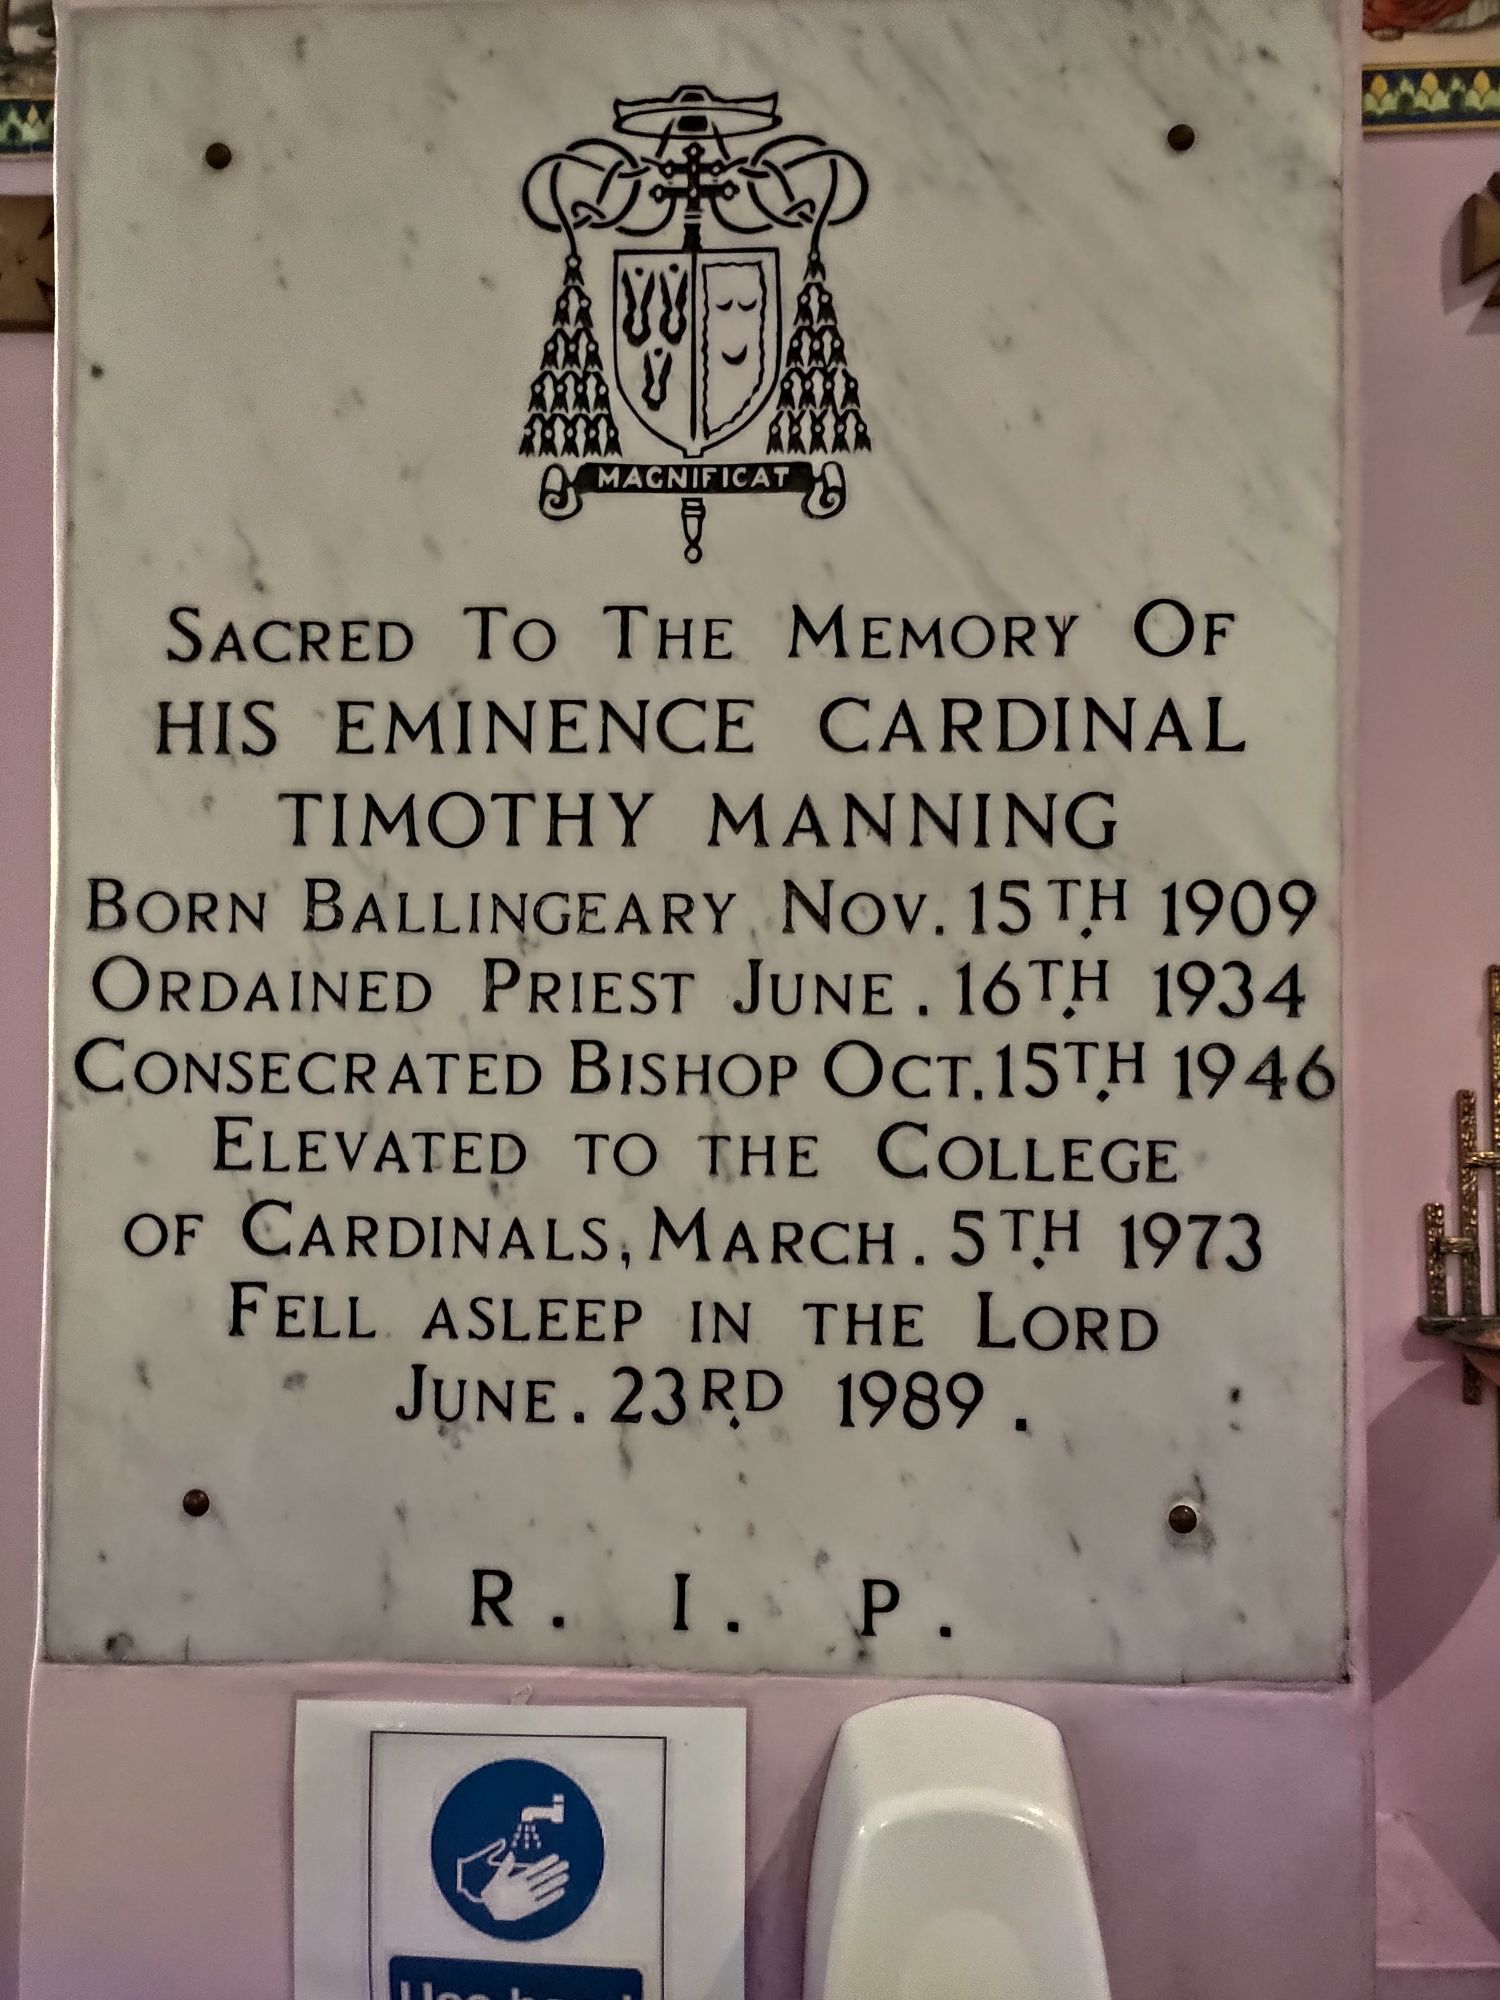 MAGNIFICAT
SACRED TO THE MEMORY OF
HIS EMINENCE CARDINAL
TIMOTHY MANNING
BORN BALLINGEARY NOV. 15TH. 1909
ORDAINED PRIEST JUNE. 16TH. 1934
CONSECRATED BISHOP OCT. 15TH. 1946
ELEVATED TO THE COLLEGE
OF CARDINALS, MARCH. 5TH. 1973
FELL ASLEEP IN THE LORD
JUNE. 23RD. 1989.
R. I. P.
Use